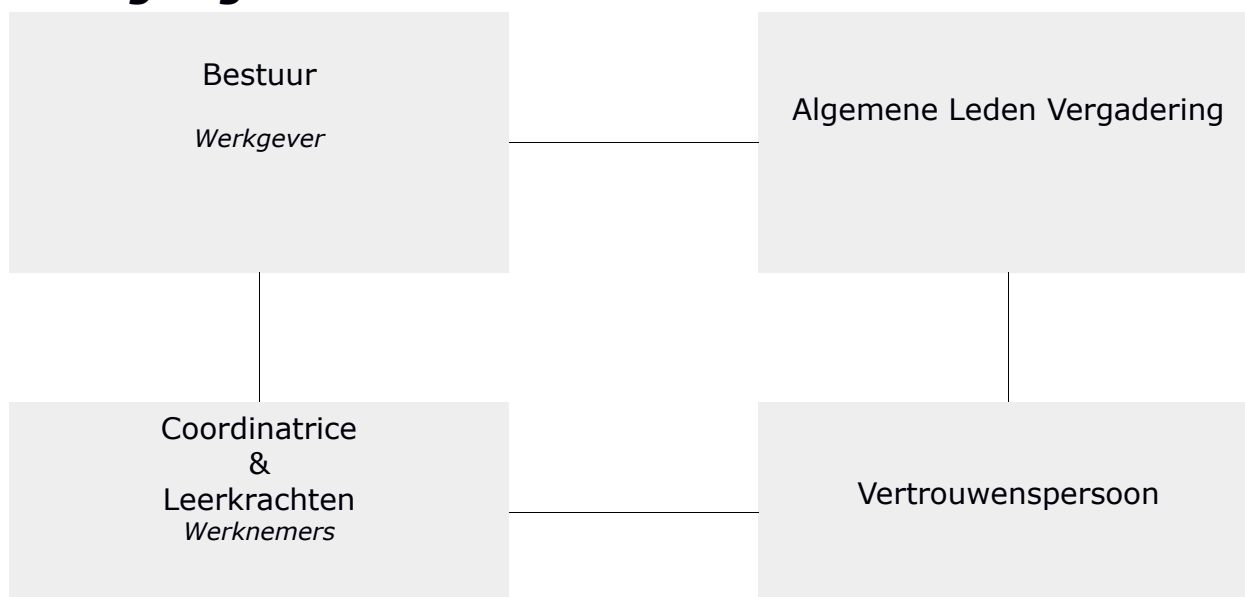 Bestuur
Werkgever
Algemene Leden Vergadering
Coordinatrice
&
Leerkrachten
Werknemers
Vertrouwenspersoon